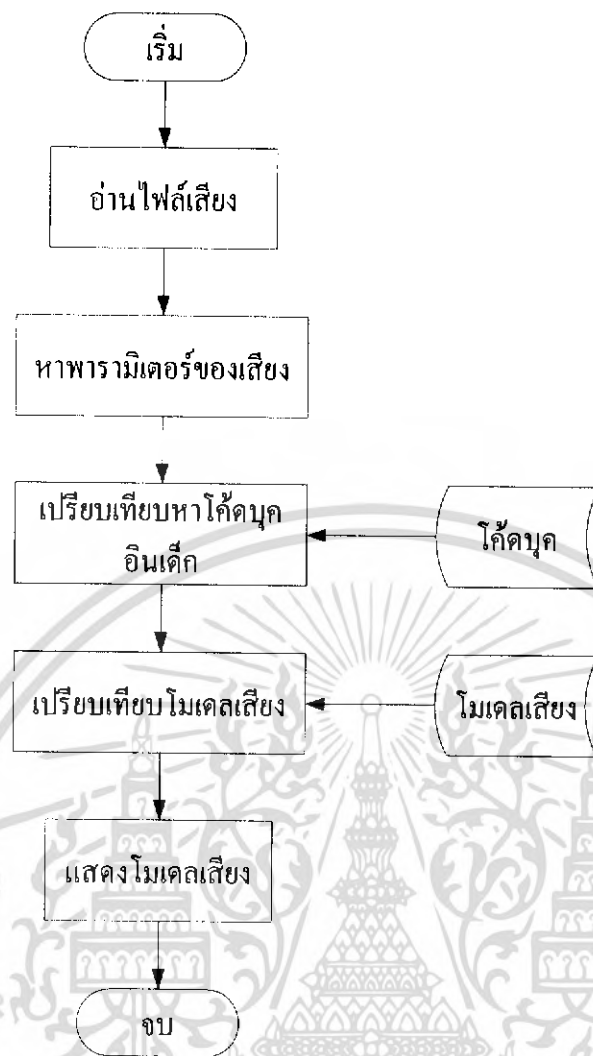 เริ่ม
อ่านไฟล์เสียง
หาพารามิเตอร์ของเสียง
เปรียบเทียบหาโค้ดบุค
อินเด็ก
โค้ดบุค
เปรียบเทียบโมเดลเสียง
โมเดลเสียง
แสดงโมเดลเสียง
จบ